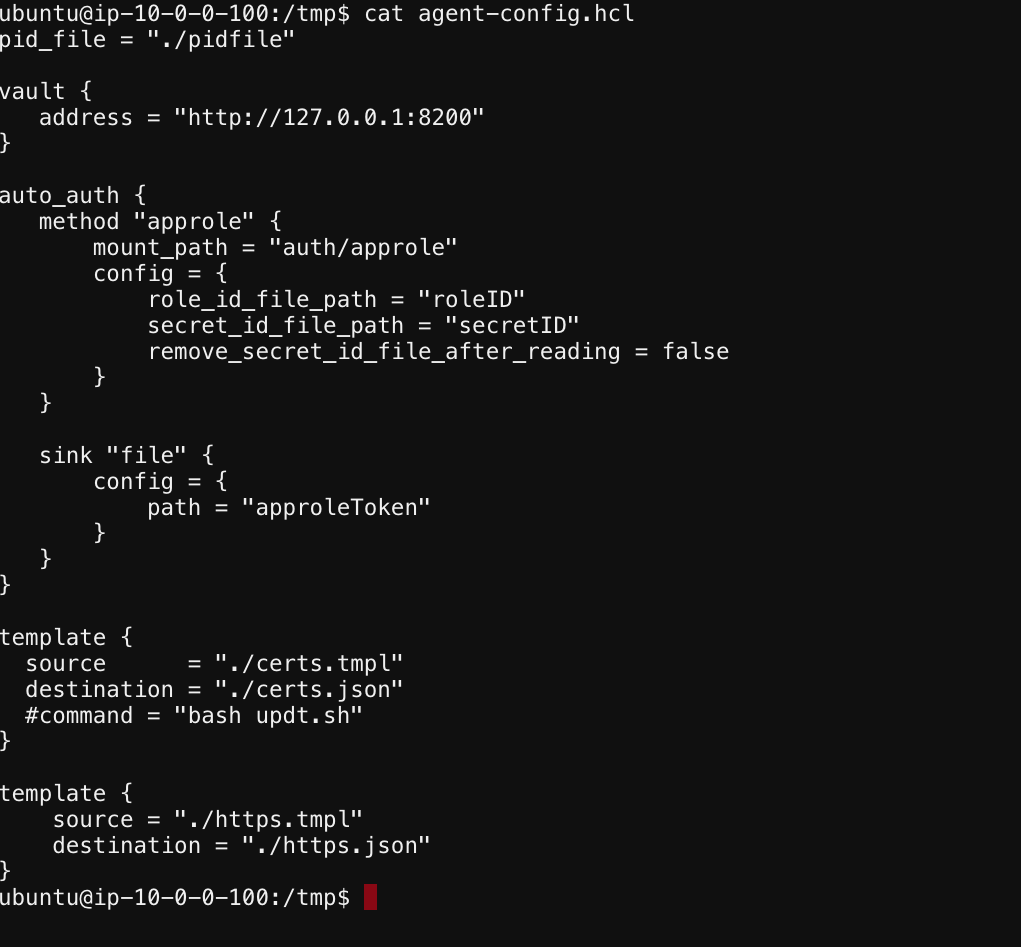 ubuntu@ip-10-0-0-100:/tmp$ cat agent-config.hcl
pid_file = "./pidfile"

vault {
   address = "http://127.0.0.1:8200"
}

auto_auth {
   method "approle" {
       mount_path = "auth/approle"
       config = {
           role_id_file_path = "roleID"
           secret_id_file_path = "secretID"
           remove_secret_id_file_after_reading = false
       }
   }

   sink "file" {
       config = {
           path = "approleToken"
       }
   }
}

template {
  source      = "./certs.tmpl"
  destination = "./certs.json"
  #command = "bash updt.sh"
}

template {
    source = "./https.tmpl"
    destination = "./https.json"
}
ubuntu@ip-10-0-0-100:/tmp$